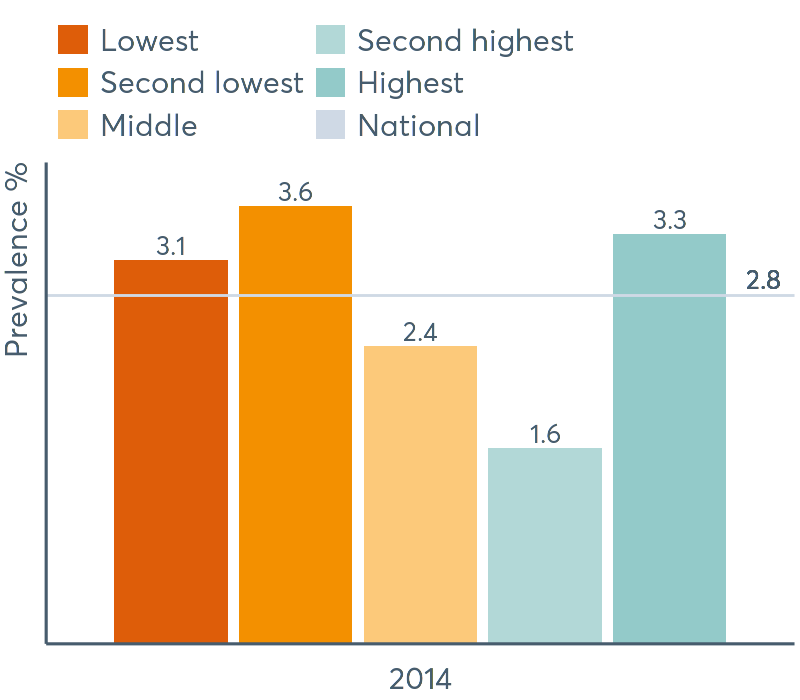 Lowest
Second lowest
Middle
Second highest
Highest
National
Prevalence %
3.1
3.6
2.4
1.6
3.3
2.8
2014